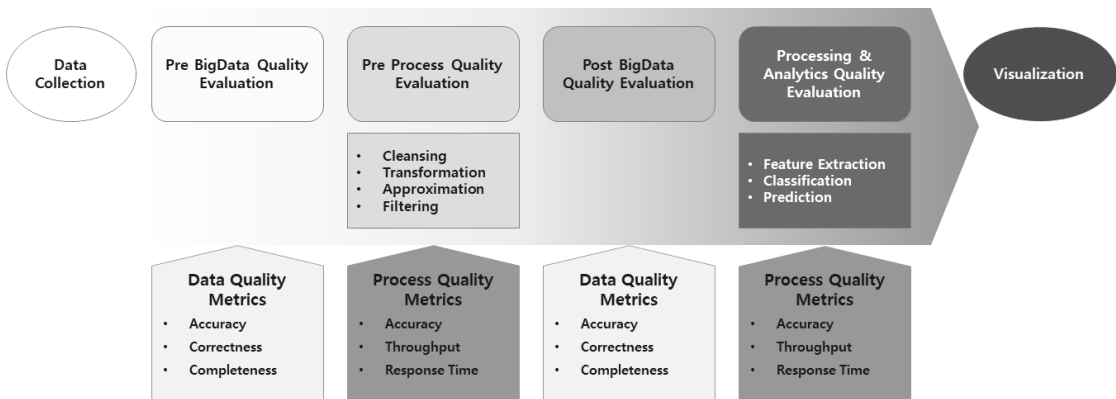 Data
Collection
Pre BigData Quality
Evaluation
Pre Process Quality
Evaluation
Post BigData
Quality Evaluation
Processing &
Analytics Quality
Evaluation
Visualization
• Cleansing
• Transformation
• Approximation
• Filtering
• Feature Extraction
• Classification
• Prediction
Data Quality
Metrics
• Accuracy
• Correctness
• Completeness
Process Quality
Metrics
• Accuracy
• Throughput
• Response Time
Data Quality
Metrics
• Accuracy
• Correctness
• Completeness
Process Quality
Metrics
• Accuracy
• Throughput
• Response Time